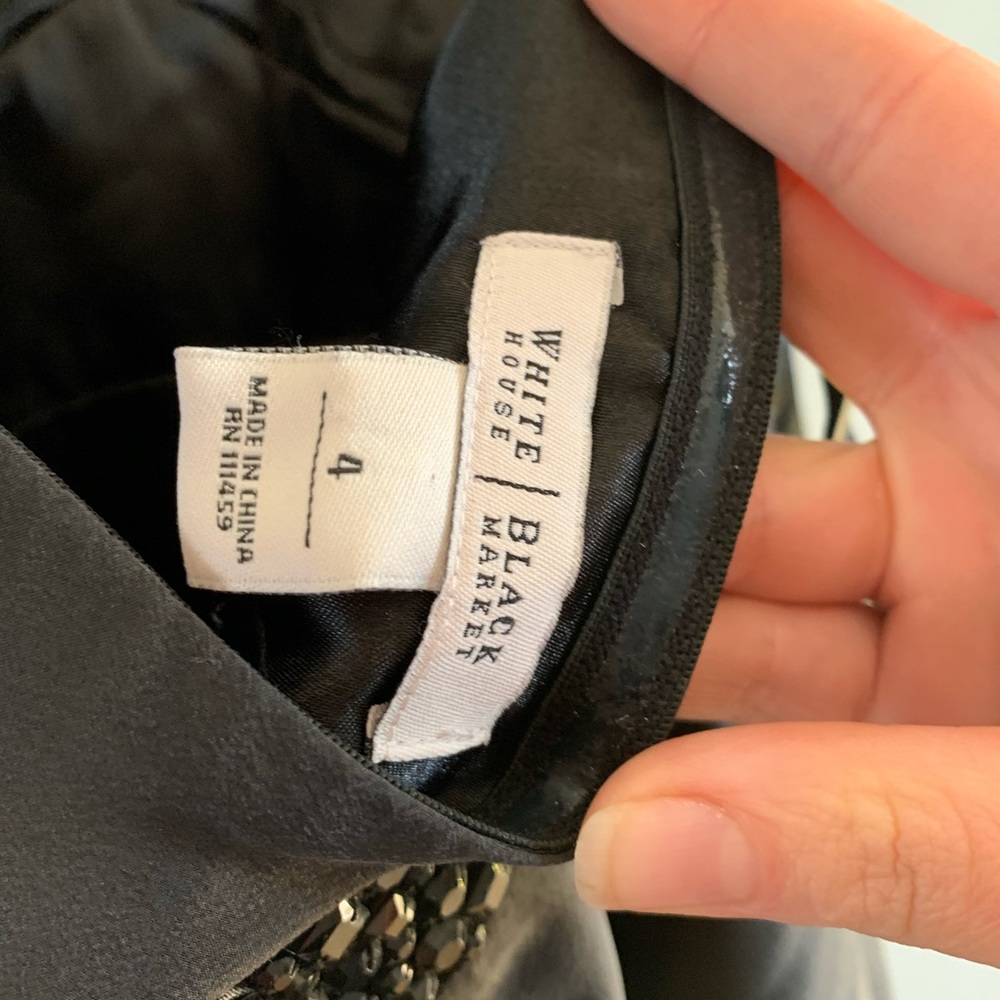 WHITE | BLACK
HOUSE MARKET
4
MADE IN CHINA
RN 111459